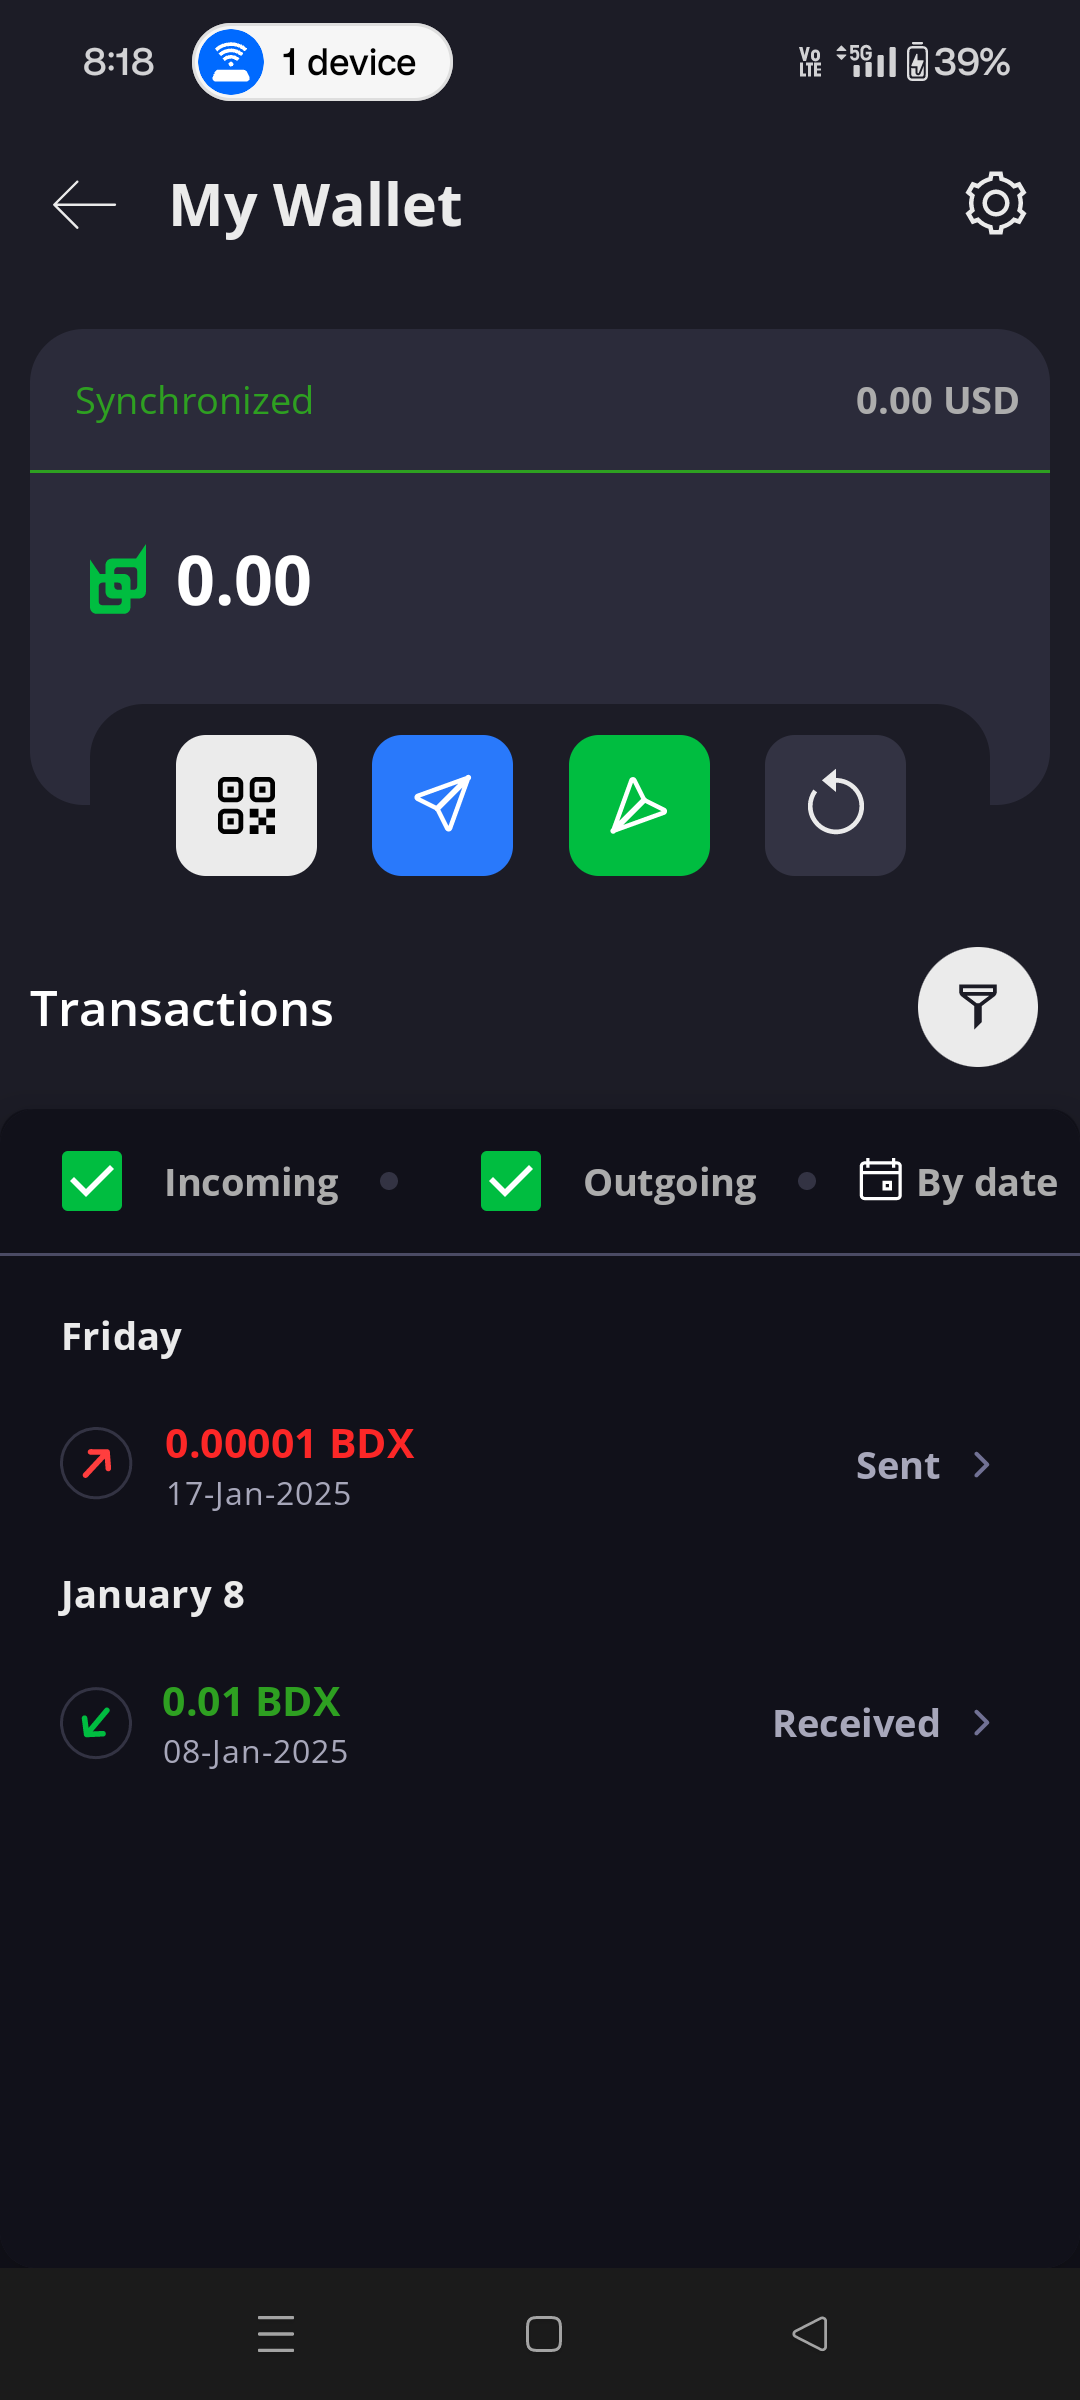 8:18
1 device
Vo LTE
5G
39%
My Wallet
Synchronized
0.00 USD
0.00
Transactions
Incoming
Outgoing
By date
Friday
0.00001 BDX
17-Jan-2025
Sent
January 8
0.01 BDX
08-Jan-2025
Received